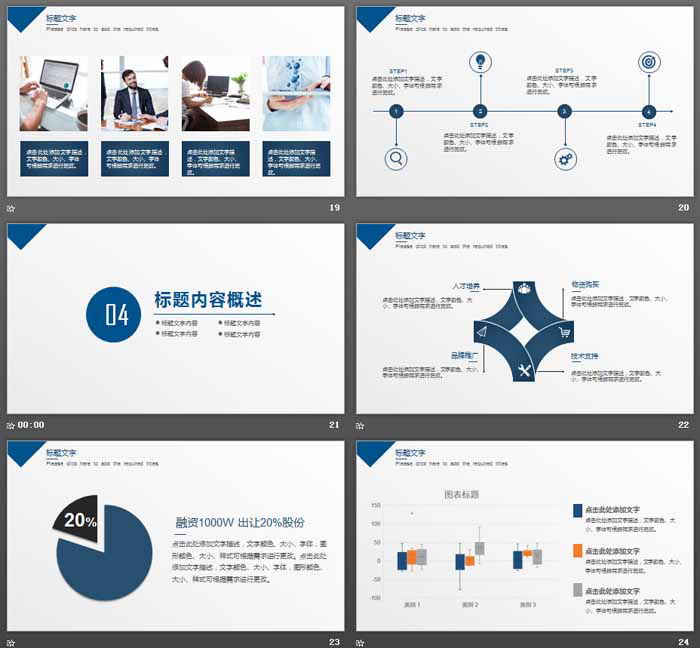 标题文字
Please click here to add the required titles
点击此处添加文字描述，文字颜色、大小、字体可根据需求进行更改。
点击此处添加文字描述，文字颜色、大小、字体可根据需求进行更改。
点击此处添加文字描述，文字颜色、大小、字体可根据需求进行更改。
点击此处添加文字描述，文字颜色、大小、字体可根据需求进行更改。
19
标题文字
Please click here to add the required titles
STEP1
点击此处添加文字描述，文字
颜色、大小、字体可根据需求
进行更改。
1
STEP2
点击此处添加文字描述，文字
颜色、大小、字体可根据需求
进行更改。
2
STEP3
点击此处添加文字描述，文字
颜色、大小、字体可根据需求
进行更改。
3
STEP4
点击此处添加文字描述，文字
颜色、大小、字体可根据需求
进行更改。
4
20
04
标题内容概述
标题文字内容
标题文字内容
标题文字内容
标题文字内容
00:00
21
标题文字
Please click here to add the required titles
人才培养
点击此处添加文字描述，文字颜色、大
小、字体可根据需求进行更改。
物资购买
点击此处添加文字描述，文字颜色、大小、
字体可根据需求进行更改。
品牌推广
点击此处添加文字描述，文字颜色、大小、
字体可根据需求进行更改。
技术支持
点击此处添加文字描述，文字颜色、大
小、字体可根据需求进行更改。
22
标题文字
Please click here to add the required titles
20%
融资1000W 出让20%股份
点击此处添加文字描述，文字颜色、大小、字体；图
形颜色、大小、样式可根据需求进行更改。点击此处
添加文字描述，文字颜色、大小、字体；图形颜色、
大小、样式可根据需求进行更改。
23
标题文字
Please click here to add the required titles
图表标题
150
100
50
0
-50
-100
类别 1
类别 2
类别 3
点击此处添加文字
点击此处添加文字描述，文字颜色、大
小、字体可根据需求进行更改。
点击此处添加文字
点击此处添加文字描述，文字颜色、大小、
字体可根据需求进行更改。
点击此处添加文字
点击此处添加文字描述，文字颜色、大小、
字体可根据需求进行更改。
24